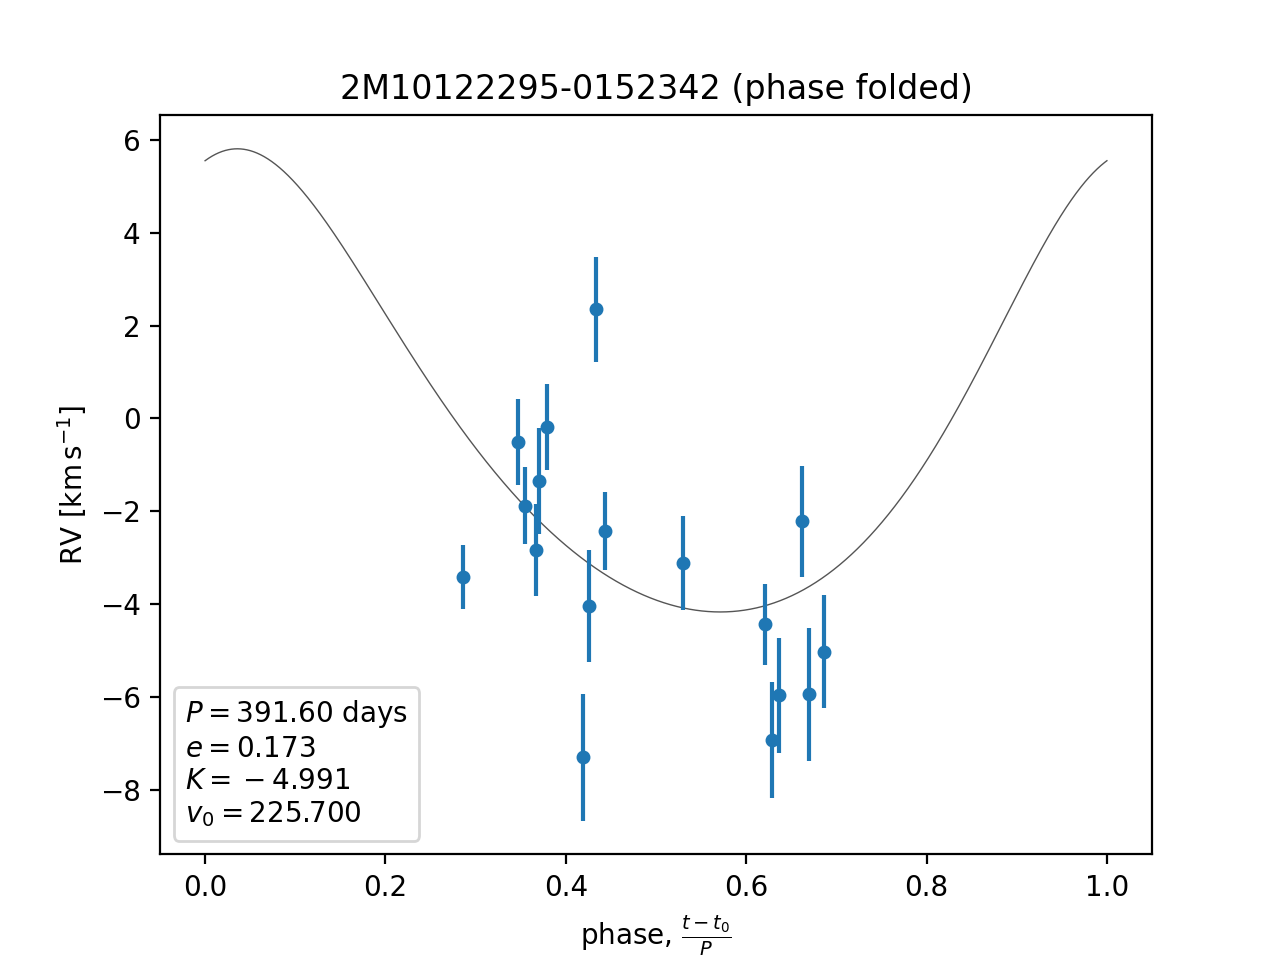 2M10122295-0152342 (phase folded)
6
4
2
0
−2
−4
−6
−8
RV [km s⁻¹]
P = 391.60 days
e = 0.173
K = −4.991
v₀ = 225.700
0.0 0.2 0.4 0.6 0.8 1.0
phase, (t − t₀)/P